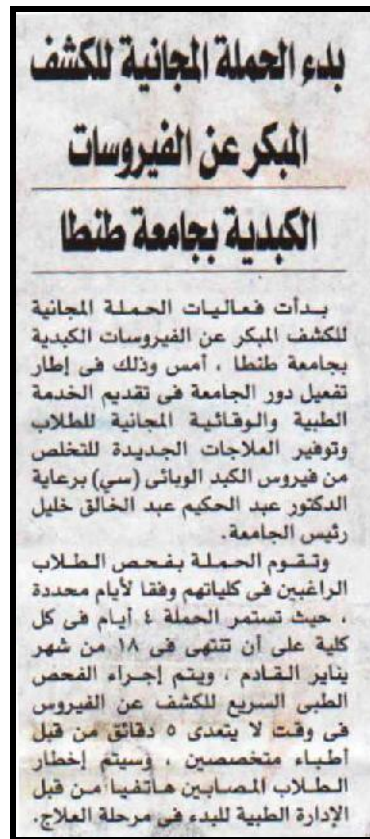 بدء الحملة المجانية للكشف
المبكر عن الفيروسات
الكبدية بجامعة طنطا
بدأت فعاليات الحملة المجانية
للكشف المبكر عن الفيروسات الكبدية
بجامعة طنطا ، أمس وذلك فى إطار
تفعيل دور الجامعة فى تقديم الخدمة
الطبية والوقائية المجانية للطلاب
وتوفير العلاجات الجديدة للتخلص
من فيروس الكبد الوبائى (سي) برعاية
الدكتور عبد الحكيم عبد الخالق خليل
رئيس الجامعة.
وتقوم الحملة بفحص الطلاب
الراغبين فى كلياتهم وفقا لأيام محددة
، حيث تستمر الحملة ٤ أيام فى كل
كلية على أن تنتهى فى ١٨ من شهر
يناير القادم ، ويتم إجراء الفحص
الطبى السريع للكشف عن الفيروس
فى وقت لا يتعدى ٥ دقائق من قبل
أطباء متخصصين ، وسيتم إخطار
الطلاب المصابين هاتفيا من قبل
الإدارة الطبية للبدء فى مرحلة العلاج.